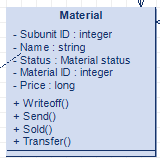 Material
- Subunit ID : integer
- Name : string
- Status : Material status
- Material ID : integer
- Price : long
+ Writeoff()
+ Send()
+ Sold()
+ Transfer()